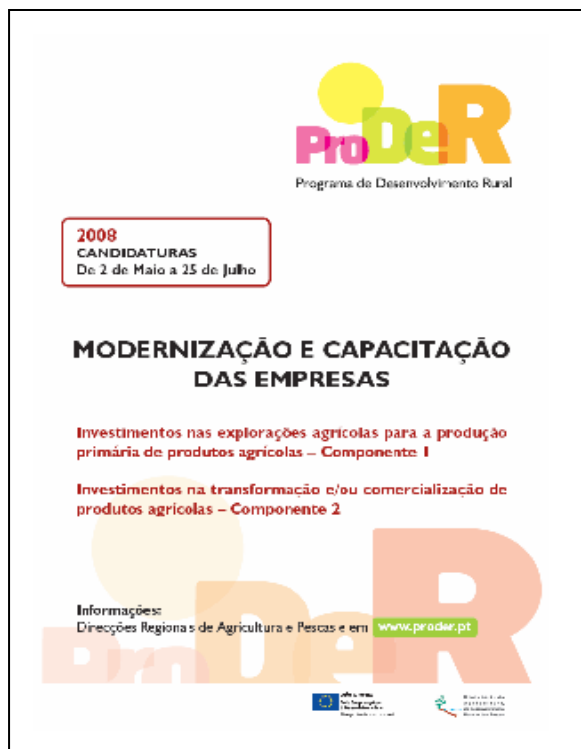 ProDeR
Programa de Desenvolvimento Rural
2008
CANDIDATURAS
De 2 de Maio a 25 de Julho
MODERNIZAÇÃO E CAPACITAÇÃO
DAS EMPRESAS
Investimentos nas explorações agrícolas para a produção
primária de produtos agrícolas – Componente 1
Investimentos na transformação e/ou comercialização de
produtos agrícolas – Componente 2
ProDeR
Informações:
Direcções Regionais de Agricultura e Pescas e em www.proder.pt